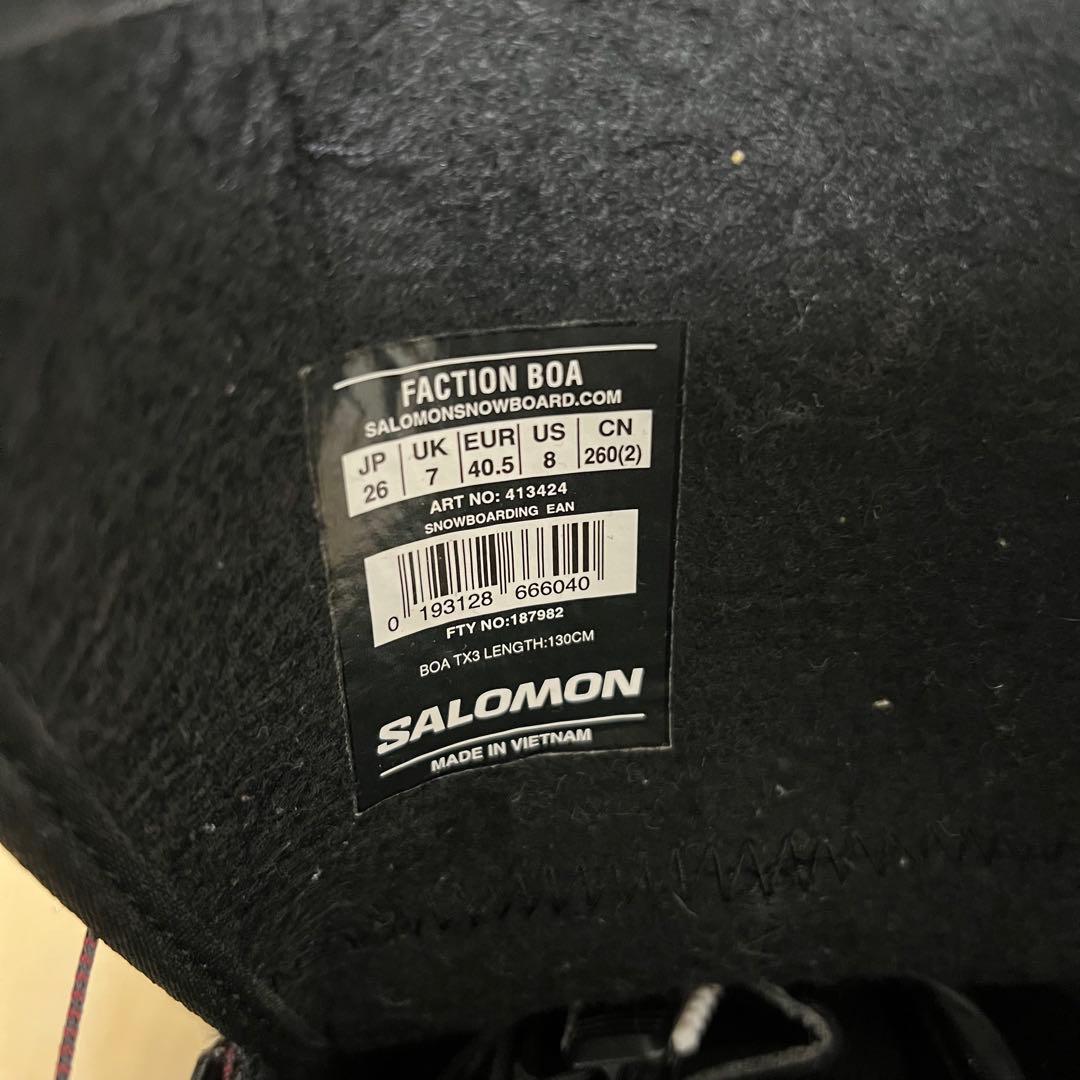 FACTION BOA
SALOMONSNOWBOARD.COM
JP UK EUR US CN
26 7 40.5 8 260(2)
ART NO: 413424
SNOWBOARDING EAN
0 193128 666040
FTY NO:187982
BOA TX3 LENGTH:130CM
SALOMON
MADE IN VIETNAM